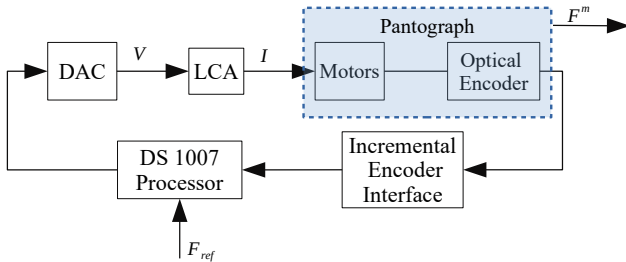 Pantograph
F^m
DAC
V
LCA
I
Motors
Optical
Encoder
DS 1007
Processor
Incremental
Encoder
Interface
F_ref